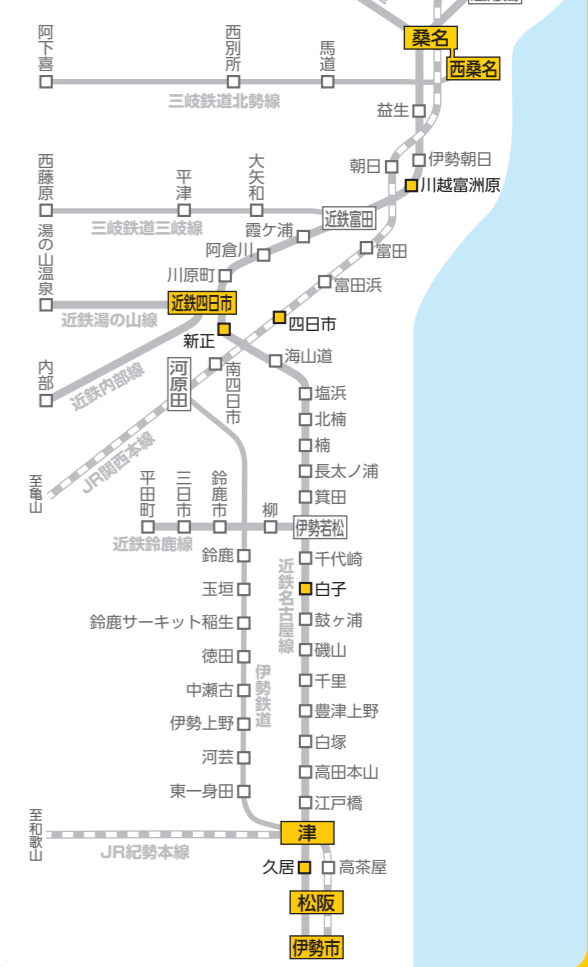 桑名
西桑名
阿下喜
西別所
馬道
三岐鉄道北勢線
益生
朝日
伊勢朝日
川越富洲原
西藤原
平津
大矢和
三岐鉄道三岐線
近鉄富田
霞ケ浦
富田
阿倉川
湯の山温泉
川原町
富田浜
近鉄四日市
近鉄湯の山線
四日市
新正
海山道
内部
近鉄内部線
河原田
南四日市
塩浜
北楠
楠
JR関西本線
長太ノ浦
至亀山
箕田
平田町
三日市
鈴鹿市
柳
伊勢若松
近鉄鈴鹿線
鈴鹿
千代崎
近鉄名古屋線
玉垣
白子
鈴鹿サーキット稲生
鼓ヶ浦
徳田
磯山
伊勢鉄道
中瀬古
千里
伊勢上野
豊津上野
河芸
白塚
東一身田
高田本山
江戸橋
至和歌山
津
JR紀勢本線
久居
高茶屋
松阪
伊勢市